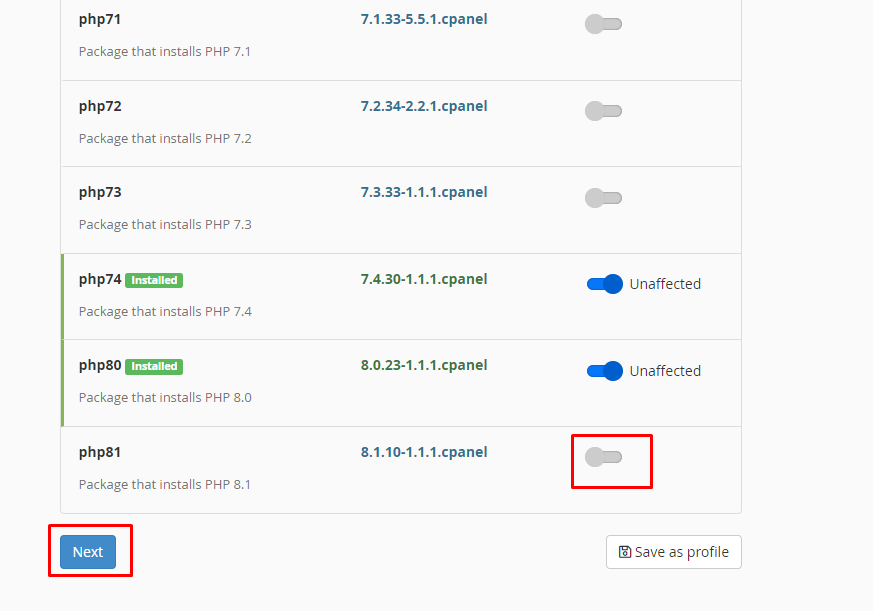 php71 7.1.33-5.5.1.cpanel
Package that installs PHP 7.1
php72 7.2.34-2.2.1.cpanel
Package that installs PHP 7.2
php73 7.3.33-1.1.1.cpanel
Package that installs PHP 7.3
php74 Installed 7.4.30-1.1.1.cpanel Unaffected
Package that installs PHP 7.4
php80 Installed 8.0.23-1.1.1.cpanel Unaffected
Package that installs PHP 8.0
php81 8.1.10-1.1.1.cpanel
Package that installs PHP 8.1
Next Save as profile